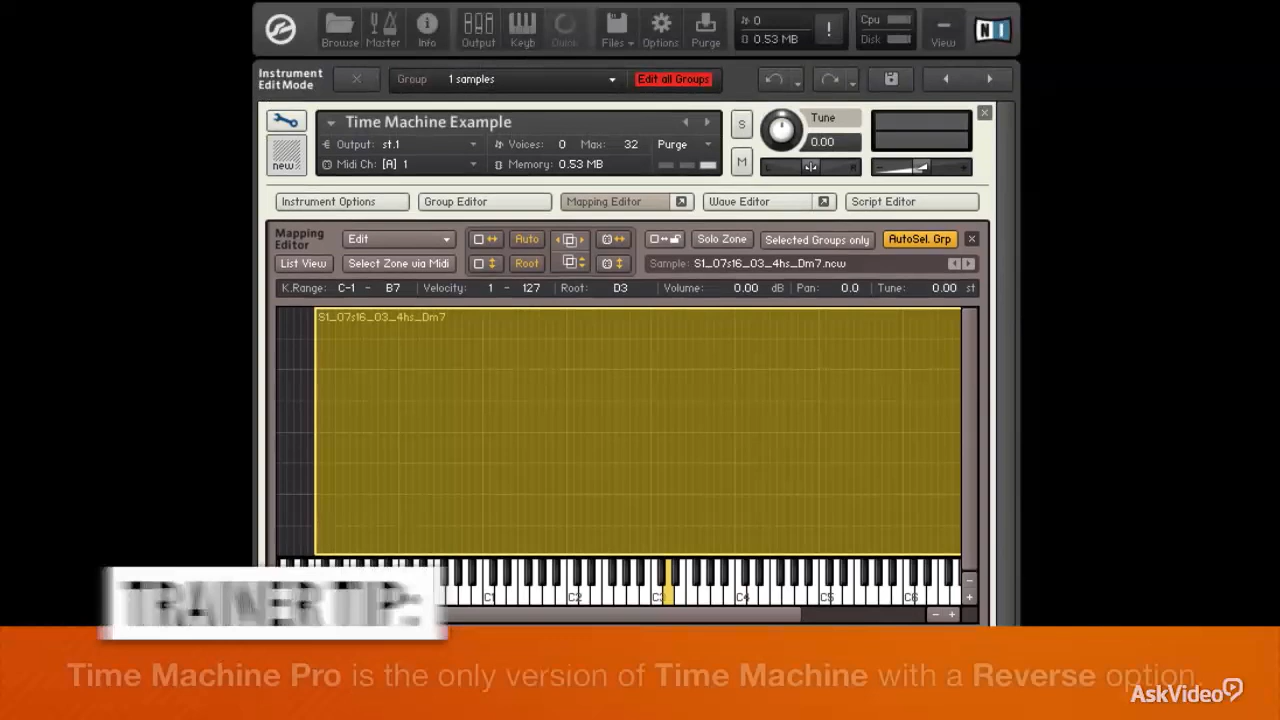 Browse Master Info Output Keyb Quick Files Options Purge 0 0.53 MB ! Cpu Disk View NI
Instrument Edit Mode Group 1 samples Edit all Groups
Time Machine Example S Tune
Output: st.1 Voices: 0 Max: 32 Purge 0.00
new... Midi Ch: [A] 1 Memory: 0.53 MB M L R
Instrument Options Group Editor Mapping Editor Wave Editor Script Editor
Mapping Editor Edit Auto Solo Zone Selected Groups only AutoSel. Grp
List View Select Zone via Midi Root Sample: S1_07s16_03_4hs_Dm7.ncw
K.Range: C-1 - B7 Velocity: 1 - 127 Root: D3 Volume: 0.00 dB Pan: 0.0 Tune: 0.00 st
S1_07s16_03_4hs_Dm7
C1 C2 C3 C4 C5 C6
TRAINER TIP:
Time Machine Pro is the only version of Time Machine with a Reverse option.
AskVideo